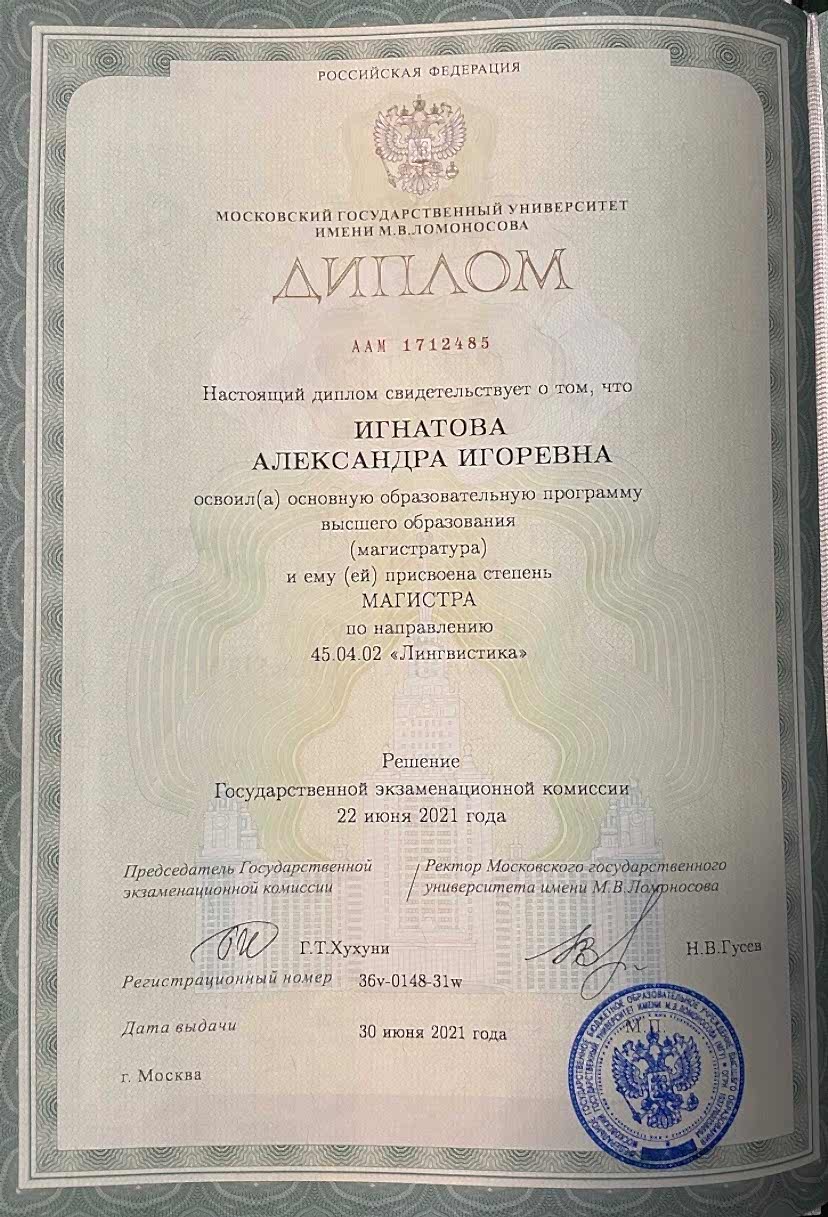 РОССИЙСКАЯ ФЕДЕРАЦИЯ
МОСКОВСКИЙ ГОСУДАРСТВЕННЫЙ УНИВЕРСИТЕТ
ИМЕНИ М.В.ЛОМОНОСОВА
ДИПЛОМ
ААМ 1712485
Настоящий диплом свидетельствует о том, что
ИГНАТОВА
АЛЕКСАНДРА ИГОРЕВНА
освоил(а) основную образовательную программу
высшего образования
(магистратура)
и ему (ей) присвоена степень
МАГИСТРА
по направлению
45.04.02 «Лингвистика»
Решение
Государственной экзаменационной комиссии
22 июня 2021 года
Председатель Государственной
экзаменационной комиссии
Ректор Московского государственного
университета имени М.В.Ломоносова
Г.Т.Хухуни
Н.В.Гусев
Регистрационный номер 36v-0148-31w
Дата выдачи 30 июня 2021 года
М.П.
г. Москва